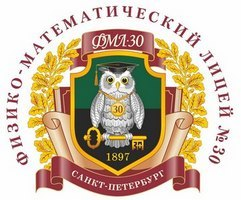 ФИЗИКО-МАТЕМАТИЧЕСКИЙ ЛИЦЕЙ №30
ФМЛ·30
30
1897
САНКТ-ПЕТЕРБУРГ